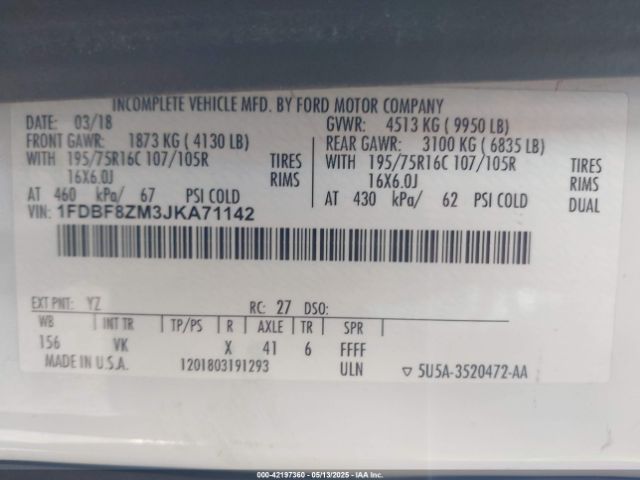 INCOMPLETE VEHICLE MFD. BY FORD MOTOR COMPANY
DATE: 03/18 GVWR: 4513 KG ( 9950 LB)
FRONT GAWR: 1873 KG ( 4130 LB) REAR GAWR: 3100 KG ( 6835 LB)
WITH 195/75R16C 107/105R TIRES WITH 195/75R16C 107/105R TIRES
16X6.0J RIMS 16X6.0J RIMS
AT 460 kPa/ 67 PSI COLD AT 430 kPa/ 62 PSI COLD DUAL
VIN: 1FDBF8ZM3JKA71142
EXT PNT: YZ RC: 27 DSO:
WB INT TR TP/PS R AXLE TR SPR
156 VK X 41 6 FFFF
MADE IN U.S.A. 1201803191293 ULN ▽ 5U5A-3520472-AA
000-42197360 - 05/13/2025 - IAA, Inc.